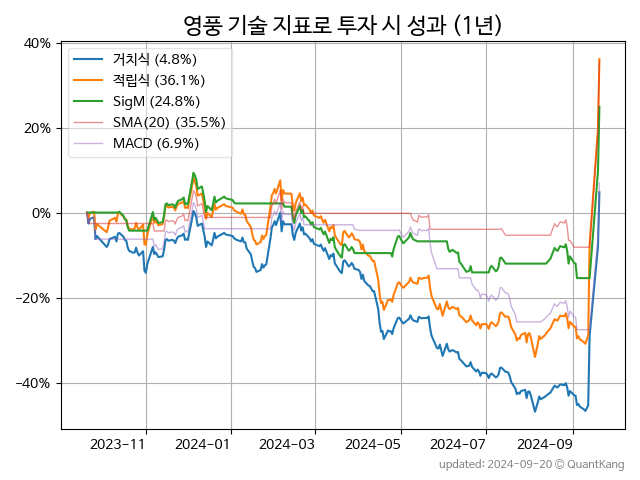 영풍 기술 지표로 투자 시 성과 (1년)
40%
20%
0%
−20%
−40%
거치식 (4.8%)
적립식 (36.1%)
SigM (24.8%)
SMA(20) (35.5%)
MACD (6.9%)
2023-11
2024-01
2024-03
2024-05
2024-07
2024-09
updated: 2024-09-20 © QuantKang